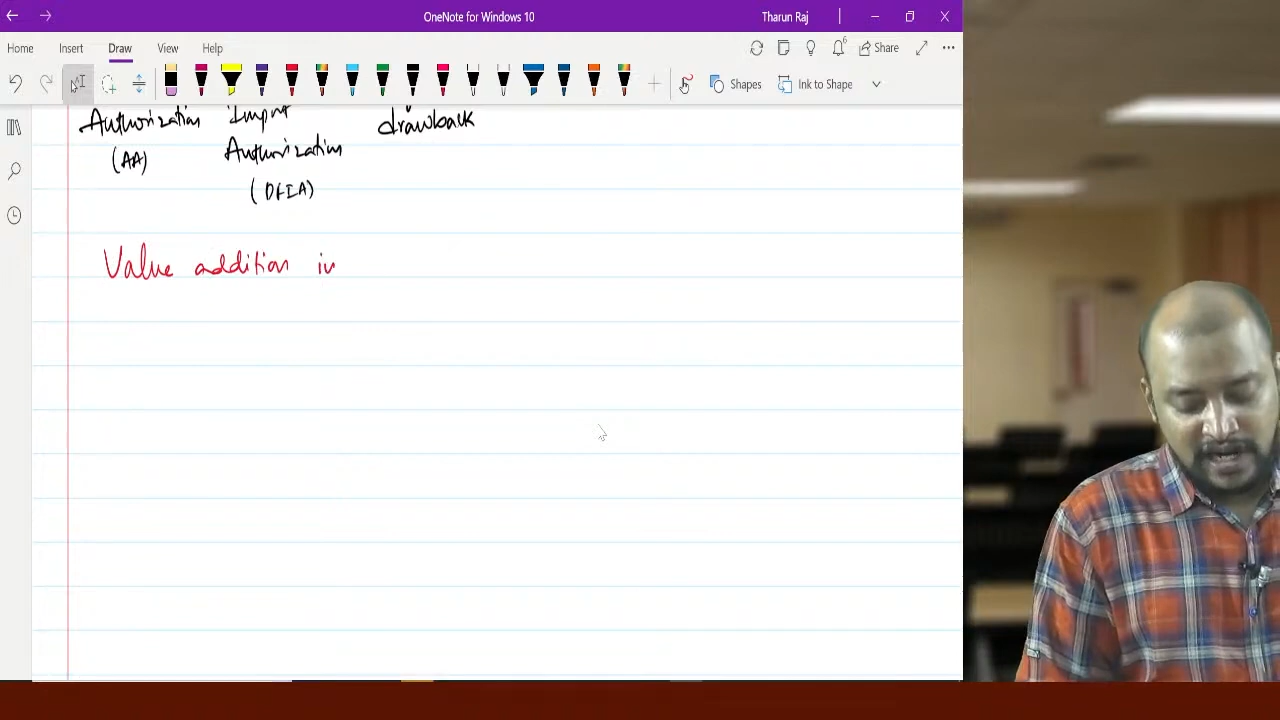 OneNote for Windows 10
Tharun Raj
Home Insert Draw View Help
6
Share
Shapes
Ink to Shape
Authorization Import drawback
(AA) Authorization
(DFIA)
Value addition in